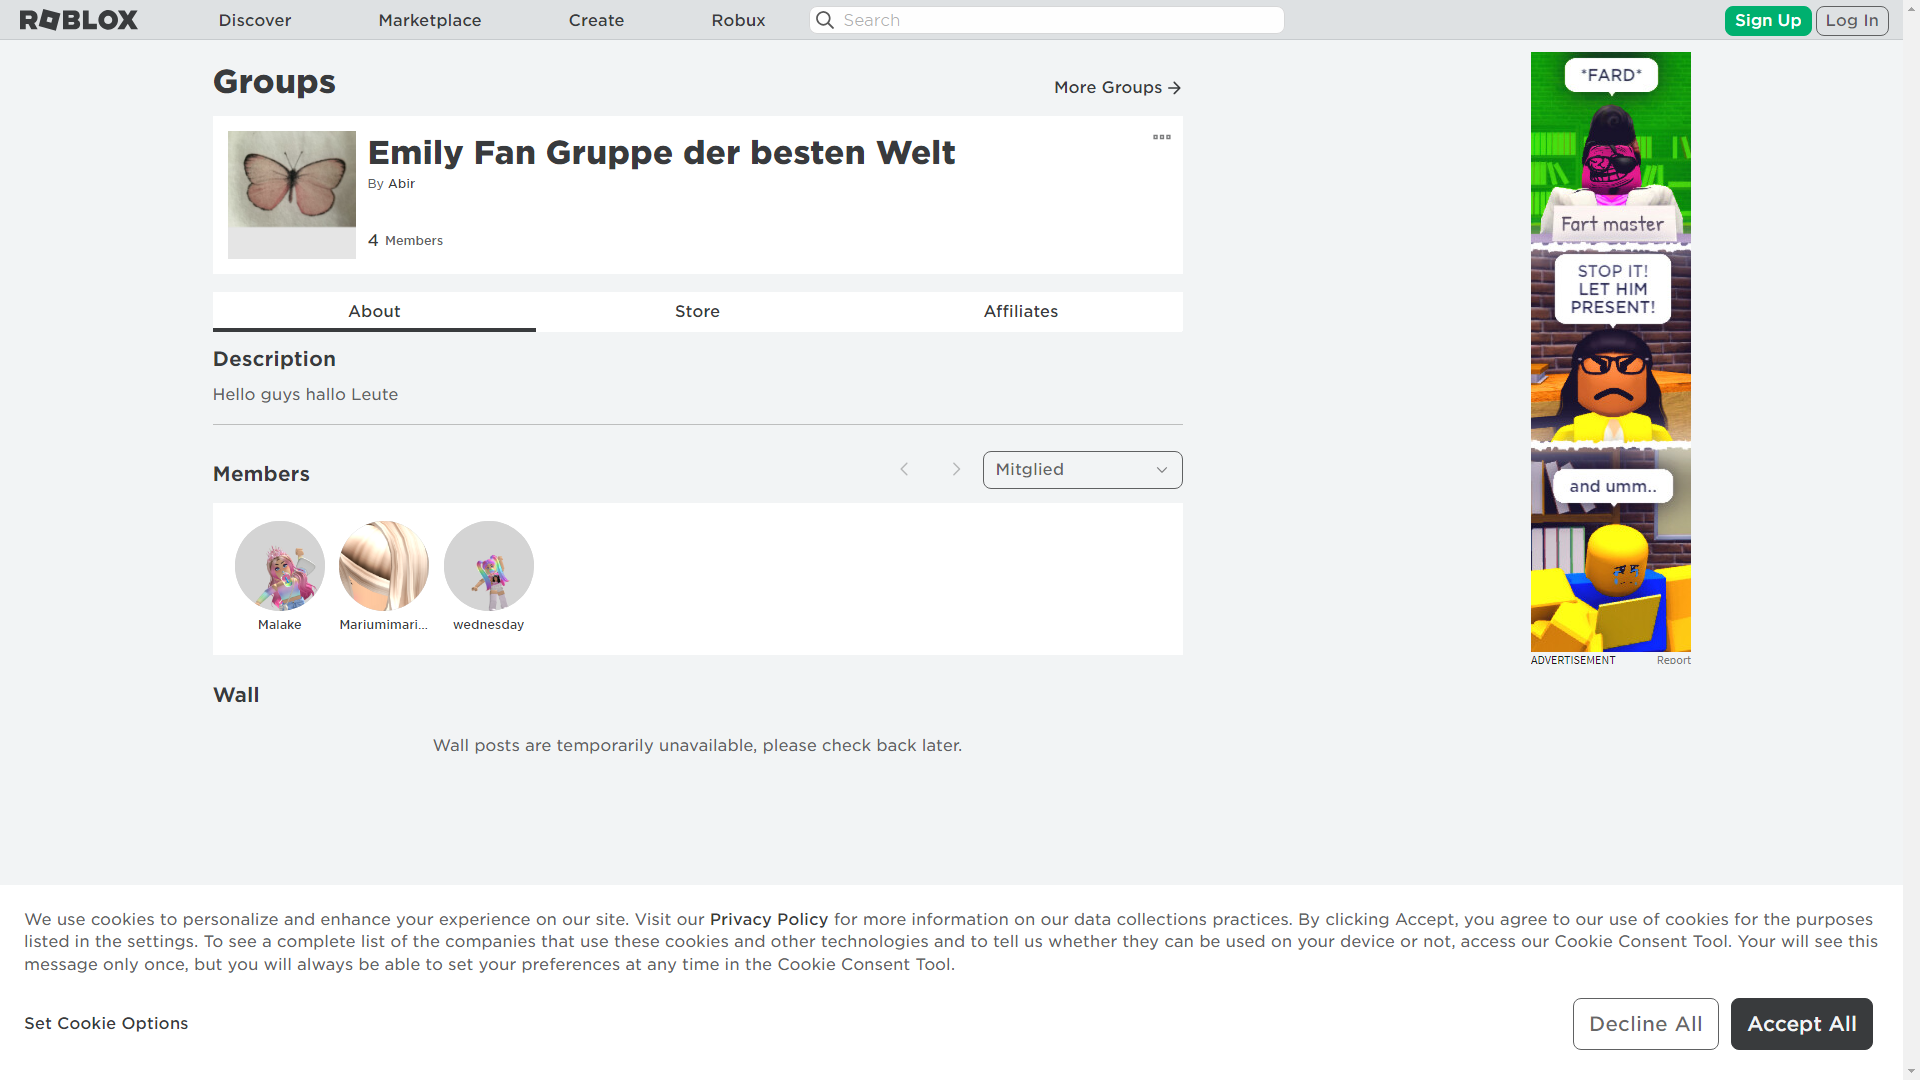 ROBLOX
Discover
Marketplace
Create
Robux
Search
Sign Up
Log In
Groups
More Groups
Emily Fan Gruppe der besten Welt
By Abir
4 Members
About
Store
Affiliates
Description
Hello guys hallo Leute
Members
Mitglied
Malake
Mariumimari...
wednesday
Wall
Wall posts are temporarily unavailable, please check back later.
*FARD*
Fart master
STOP IT!
LET HIM
PRESENT!
and umm..
ADVERTISEMENT
Report
We use cookies to personalize and enhance your experience on our site. Visit our Privacy Policy for more information on our data collections practices. By clicking Accept, you agree to our use of cookies for the purposes
listed in the settings. To see a complete list of the companies that use these cookies and other technologies and to tell us whether they can be used on your device or not, access our Cookie Consent Tool. Your will see this
message only once, but you will always be able to set your preferences at any time in the Cookie Consent Tool.
Set Cookie Options
Decline All
Accept All